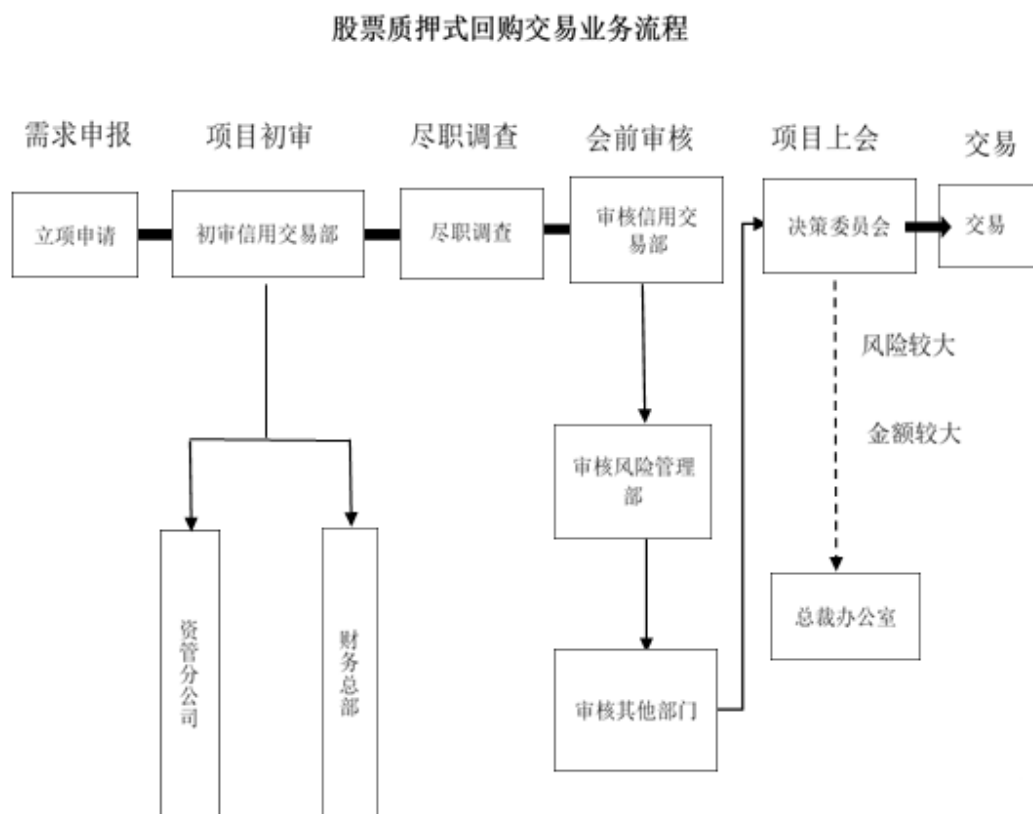 股票质押式回购交易业务流程
需求申报
项目初审
尽职调查
会前审核
项目上会
交易
立项申请
初审信用交易部
尽职调查
审核信用交
易部
决策委员会
交易
风险较大
金额较大
审核风险管理
部
资管分公司
财务总部
总裁办公室
审核其他部门